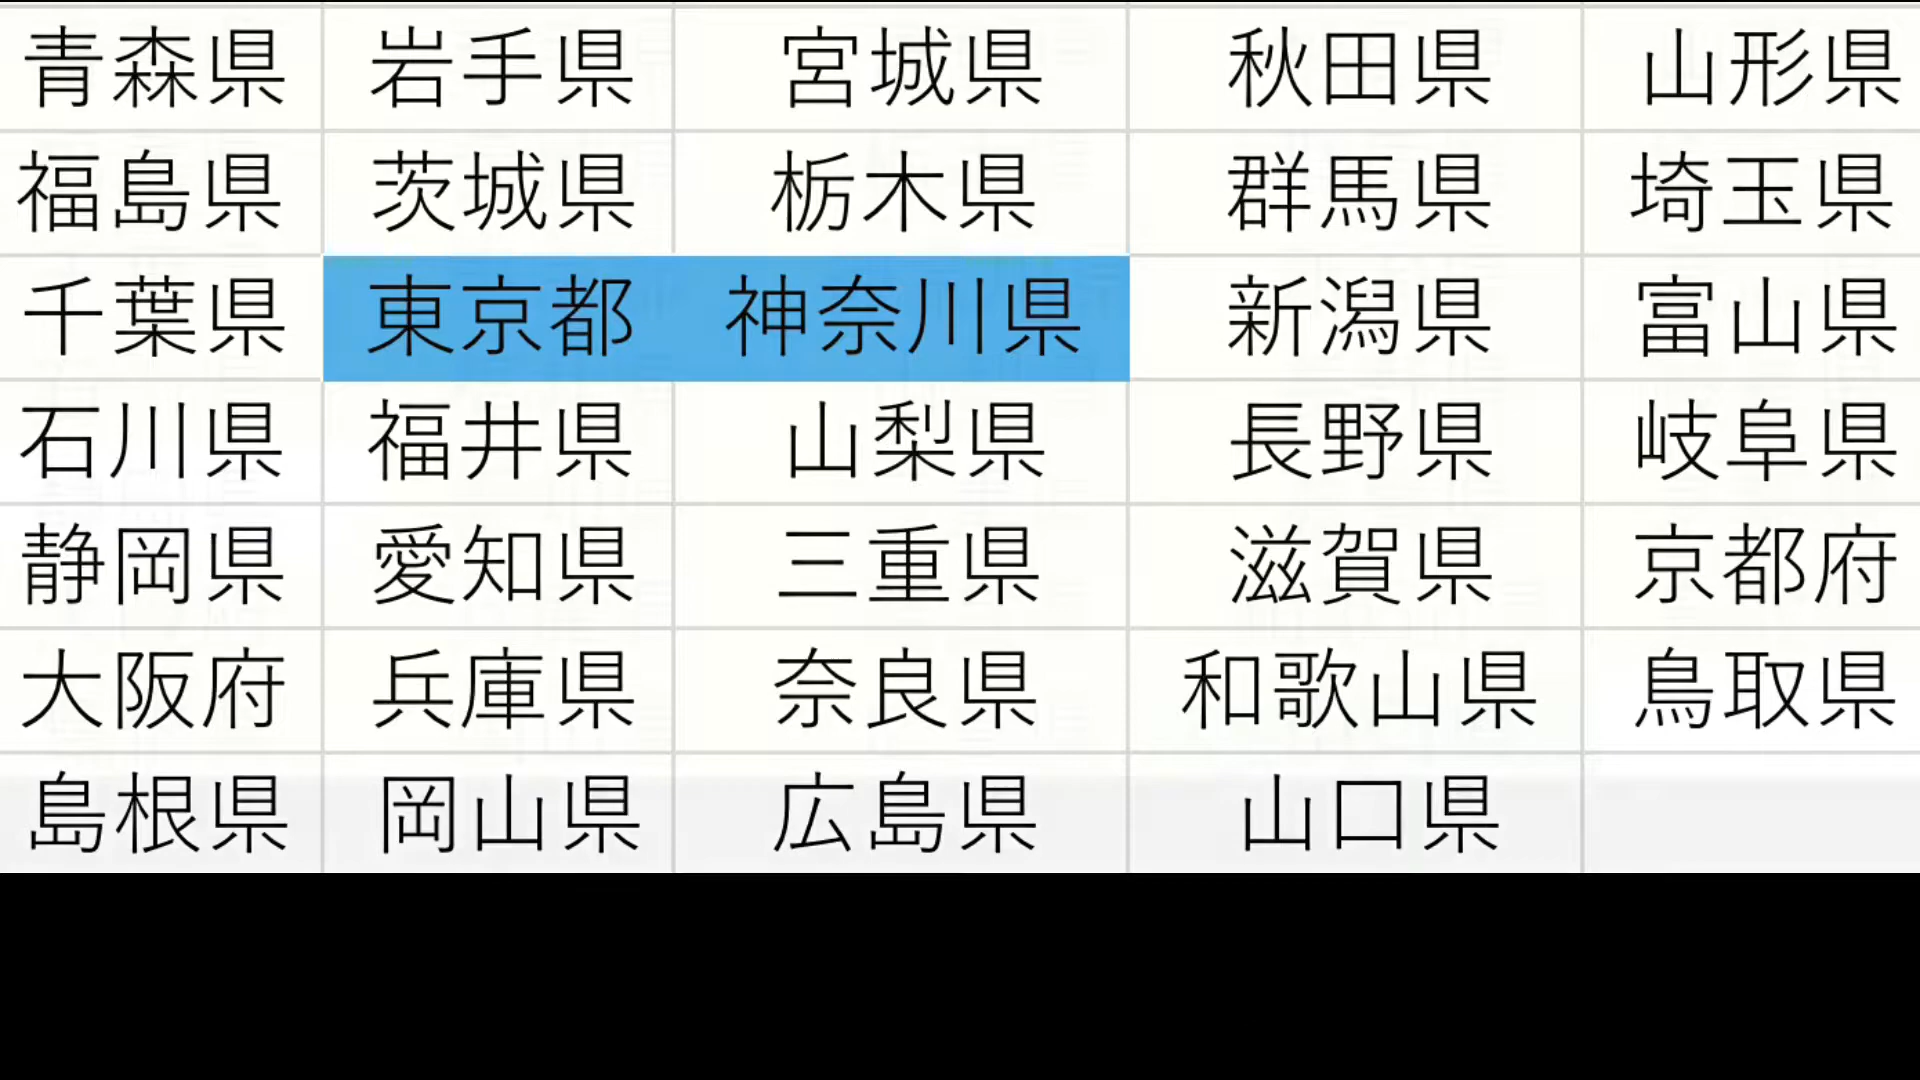 青森県 岩手県 宮城県 秋田県 山形県
福島県 茨城県 栃木県 群馬県 埼玉県
千葉県 東京都 神奈川県 新潟県 富山県
石川県 福井県 山梨県 長野県 岐阜県
静岡県 愛知県 三重県 滋賀県 京都府
大阪府 兵庫県 奈良県 和歌山県 鳥取県
島根県 岡山県 広島県 山口県